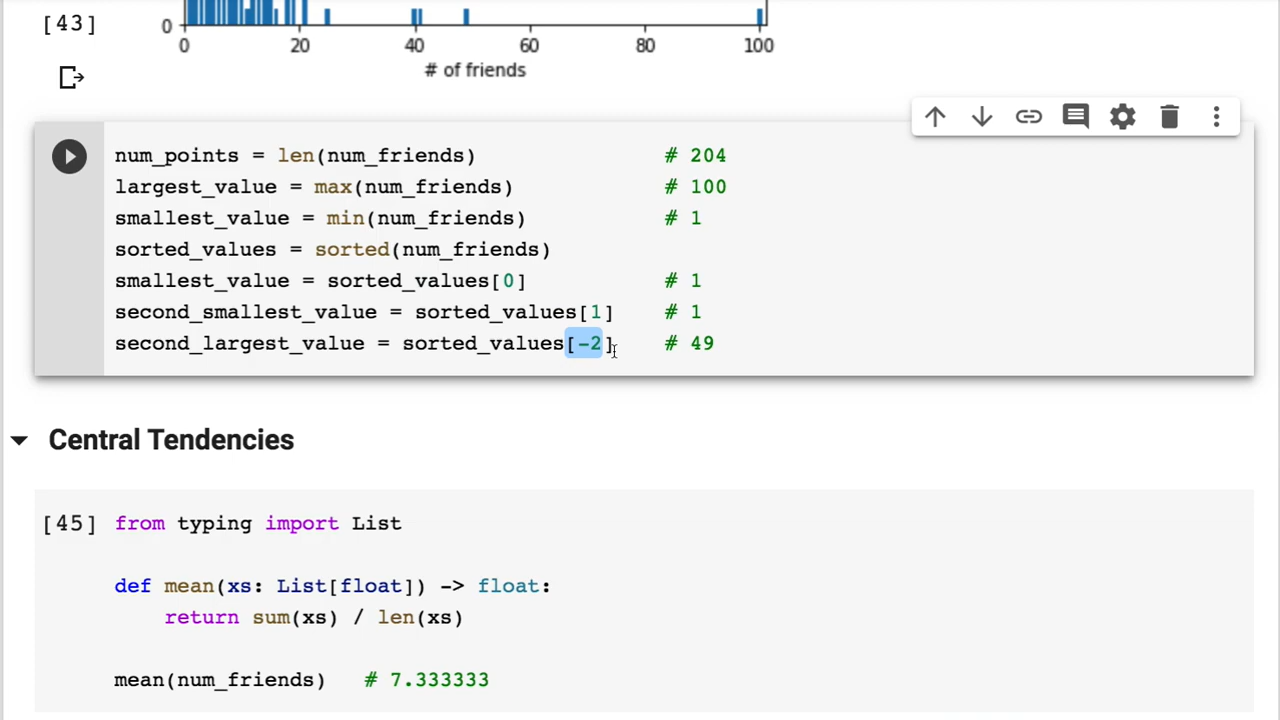 [43]
0
0 20 40 60 80 100
# of friends
num_points = len(num_friends) # 204
largest_value = max(num_friends) # 100
smallest_value = min(num_friends) # 1
sorted_values = sorted(num_friends)
smallest_value = sorted_values[0] # 1
second_smallest_value = sorted_values[1] # 1
second_largest_value = sorted_values[-2] # 49
Central Tendencies
[45] from typing import List
def mean(xs: List[float]) -> float:
return sum(xs) / len(xs)
mean(num_friends) # 7.333333